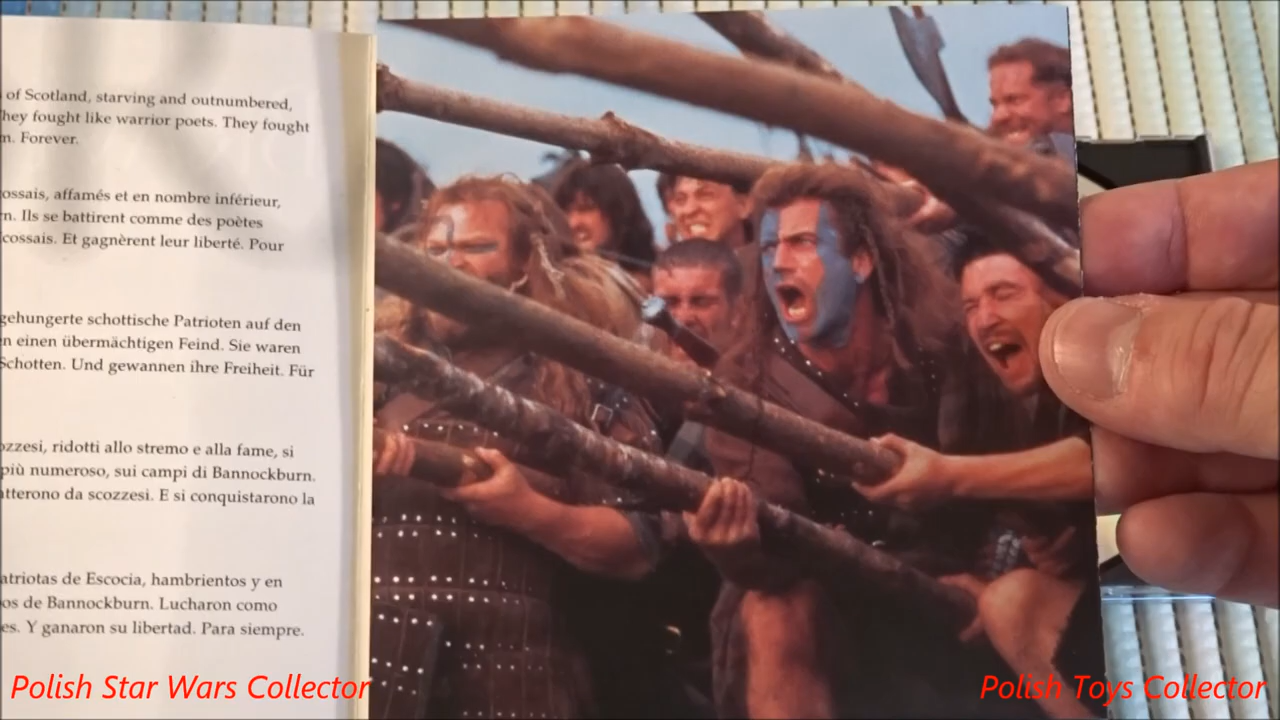 of Scotland, starving and outnumbered,
hey fought like warrior poets. They fought
m. Forever.
ossais, affamés et en nombre inférieur,
n. Ils se battirent comme des poètes
cossais. Et gagnèrent leur liberté. Pour
gehungerte schottische Patrioten auf den
n einen übermächtigen Feind. Sie waren
Schotten. Und gewannen ihre Freiheit. Für
ozzesi, ridotti allo stremo e alla fame, si
più numeroso, sui campi di Bannockburn.
atterono da scozzesi. E si conquistarono la
atriotas de Escocia, hambrientos y en
os de Bannockburn. Lucharon como
es. Y ganaron su libertad. Para siempre.
Polish Star Wars Collector
Polish Toys Collector